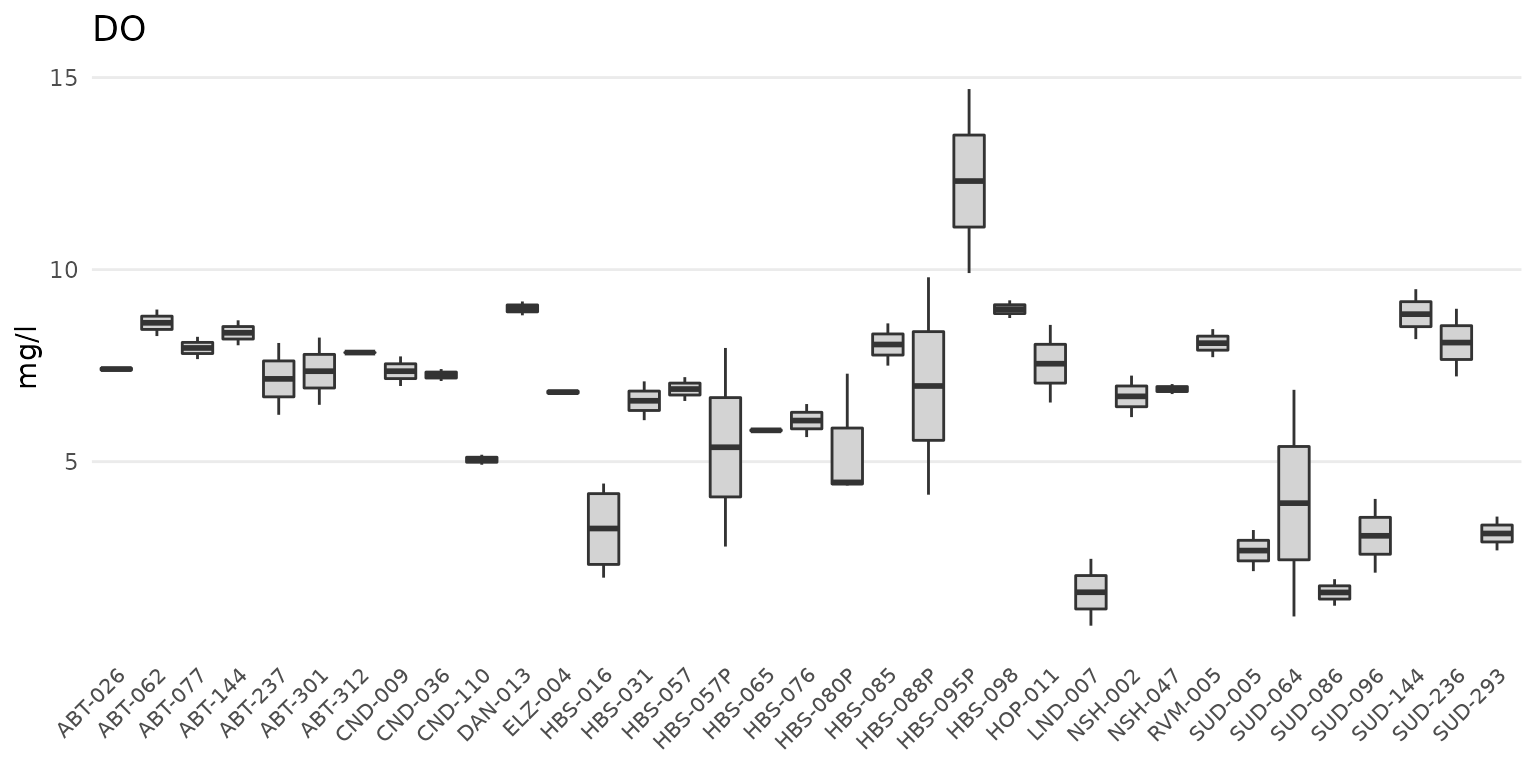 DO
15
10
5
mg/l
ABT-026
ABT-062
ABT-077
ABT-144
ABT-237
ABT-301
ABT-312
CND-009
CND-036
CND-110
DAN-013
ELZ-004
HBS-016
HBS-031
HBS-057
HBS-057P
HBS-065
HBS-076
HBS-080P
HBS-085
HBS-088P
HBS-095P
HBS-098
HOP-011
LND-007
NSH-002
NSH-047
RVM-005
SUD-005
SUD-064
SUD-086
SUD-096
SUD-144
SUD-236
SUD-293